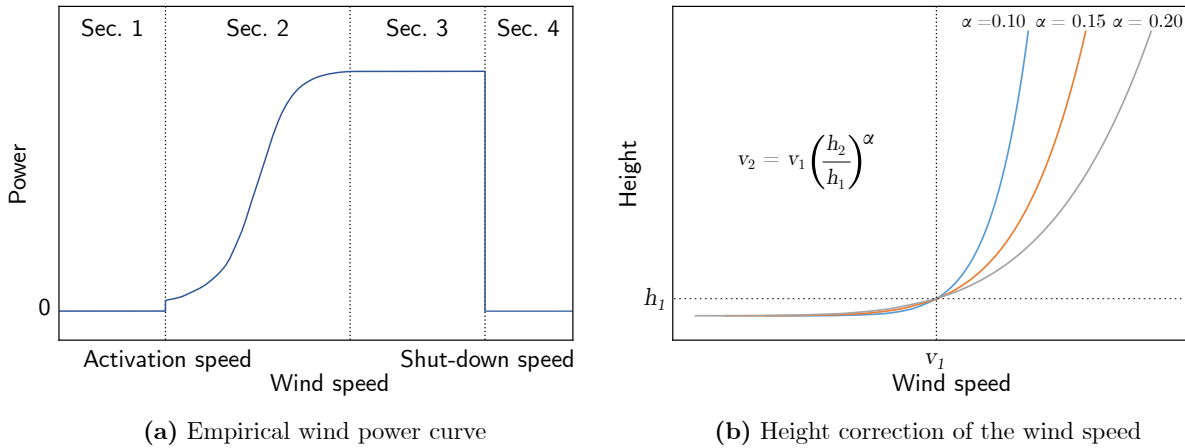 Sec. 1 Sec. 2 Sec. 3 Sec. 4
Power
0
Activation speed Shut-down speed
Wind speed
(a) Empirical wind power curve
α =0.10 α = 0.15 α = 0.20
v₂ = v₁(h₂/h₁)^α
Height
h₁
v₁
Wind speed
(b) Height correction of the wind speed